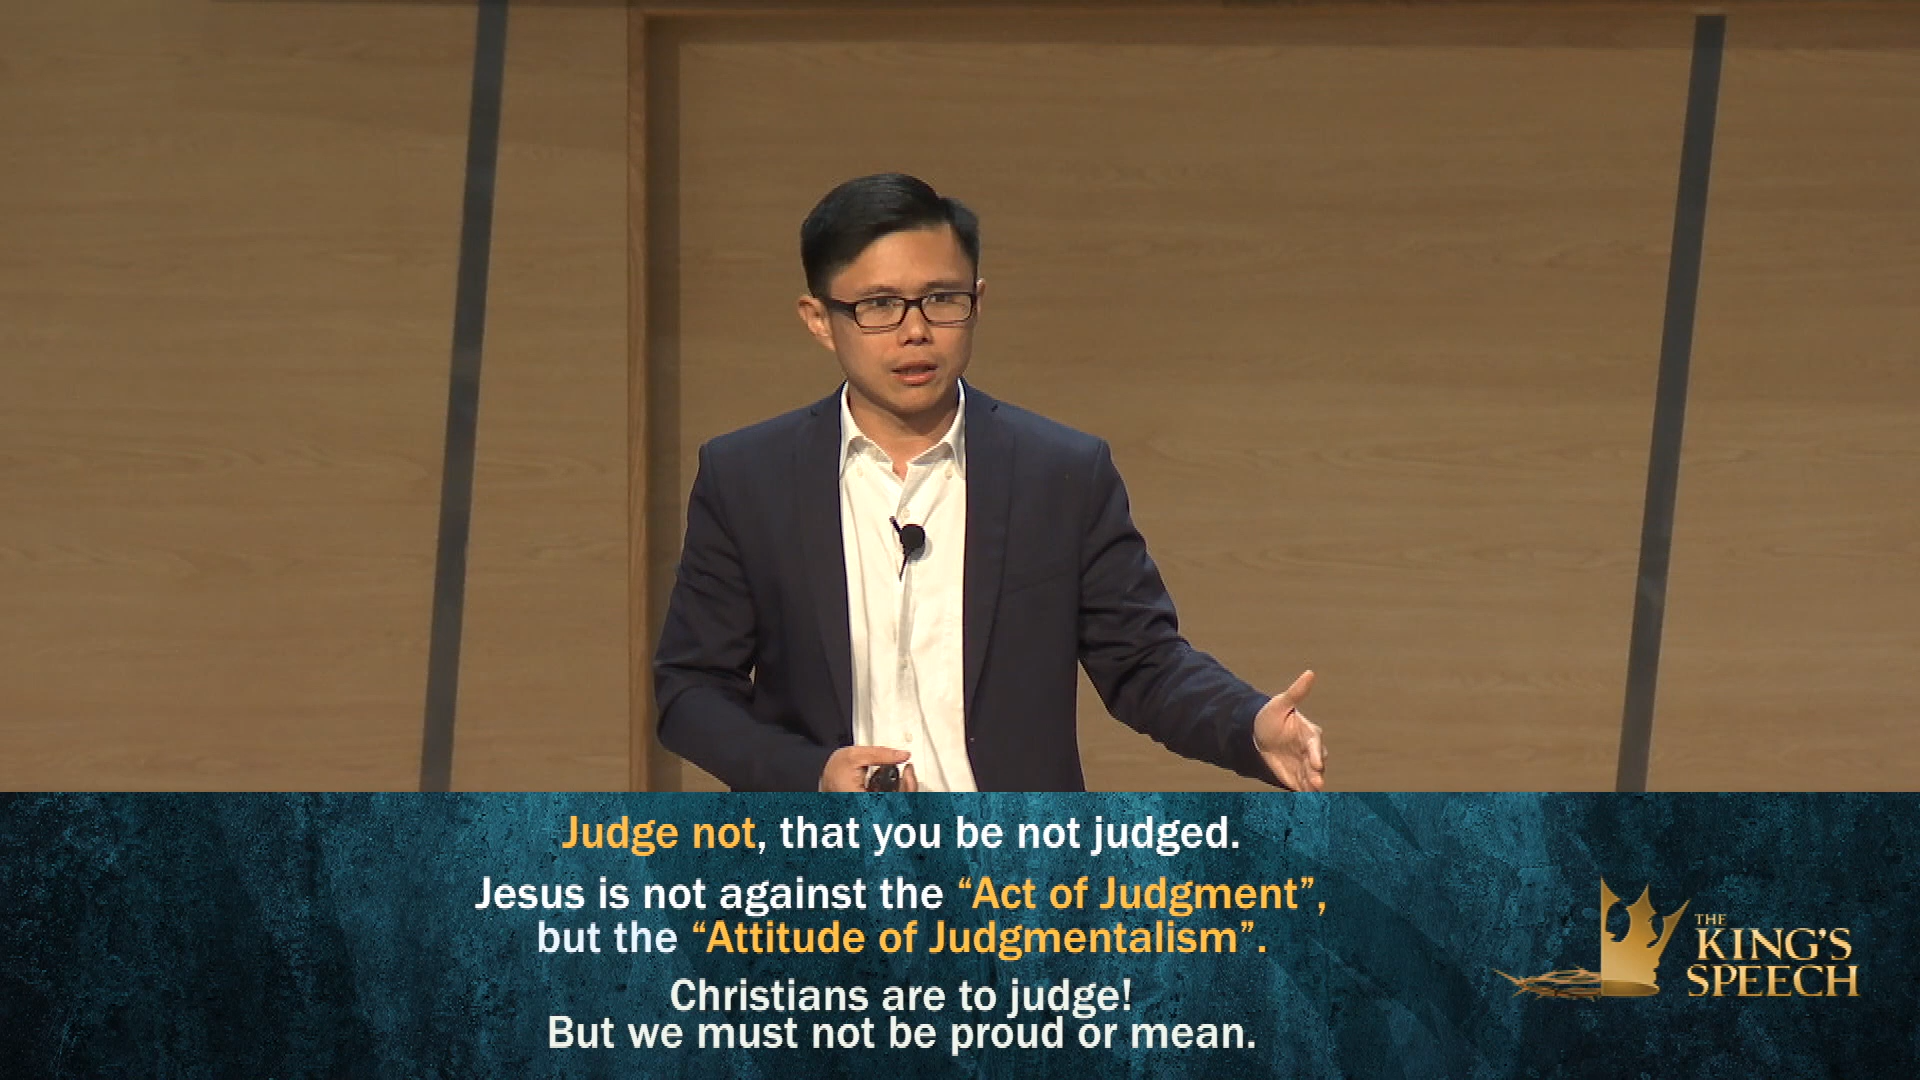 Judge not, that you be not judged.
Jesus is not against the “Act of Judgment”,
but the “Attitude of Judgmentalism”.
Christians are to judge!
But we must not be proud or mean.
THE
KING'S
SPEECH